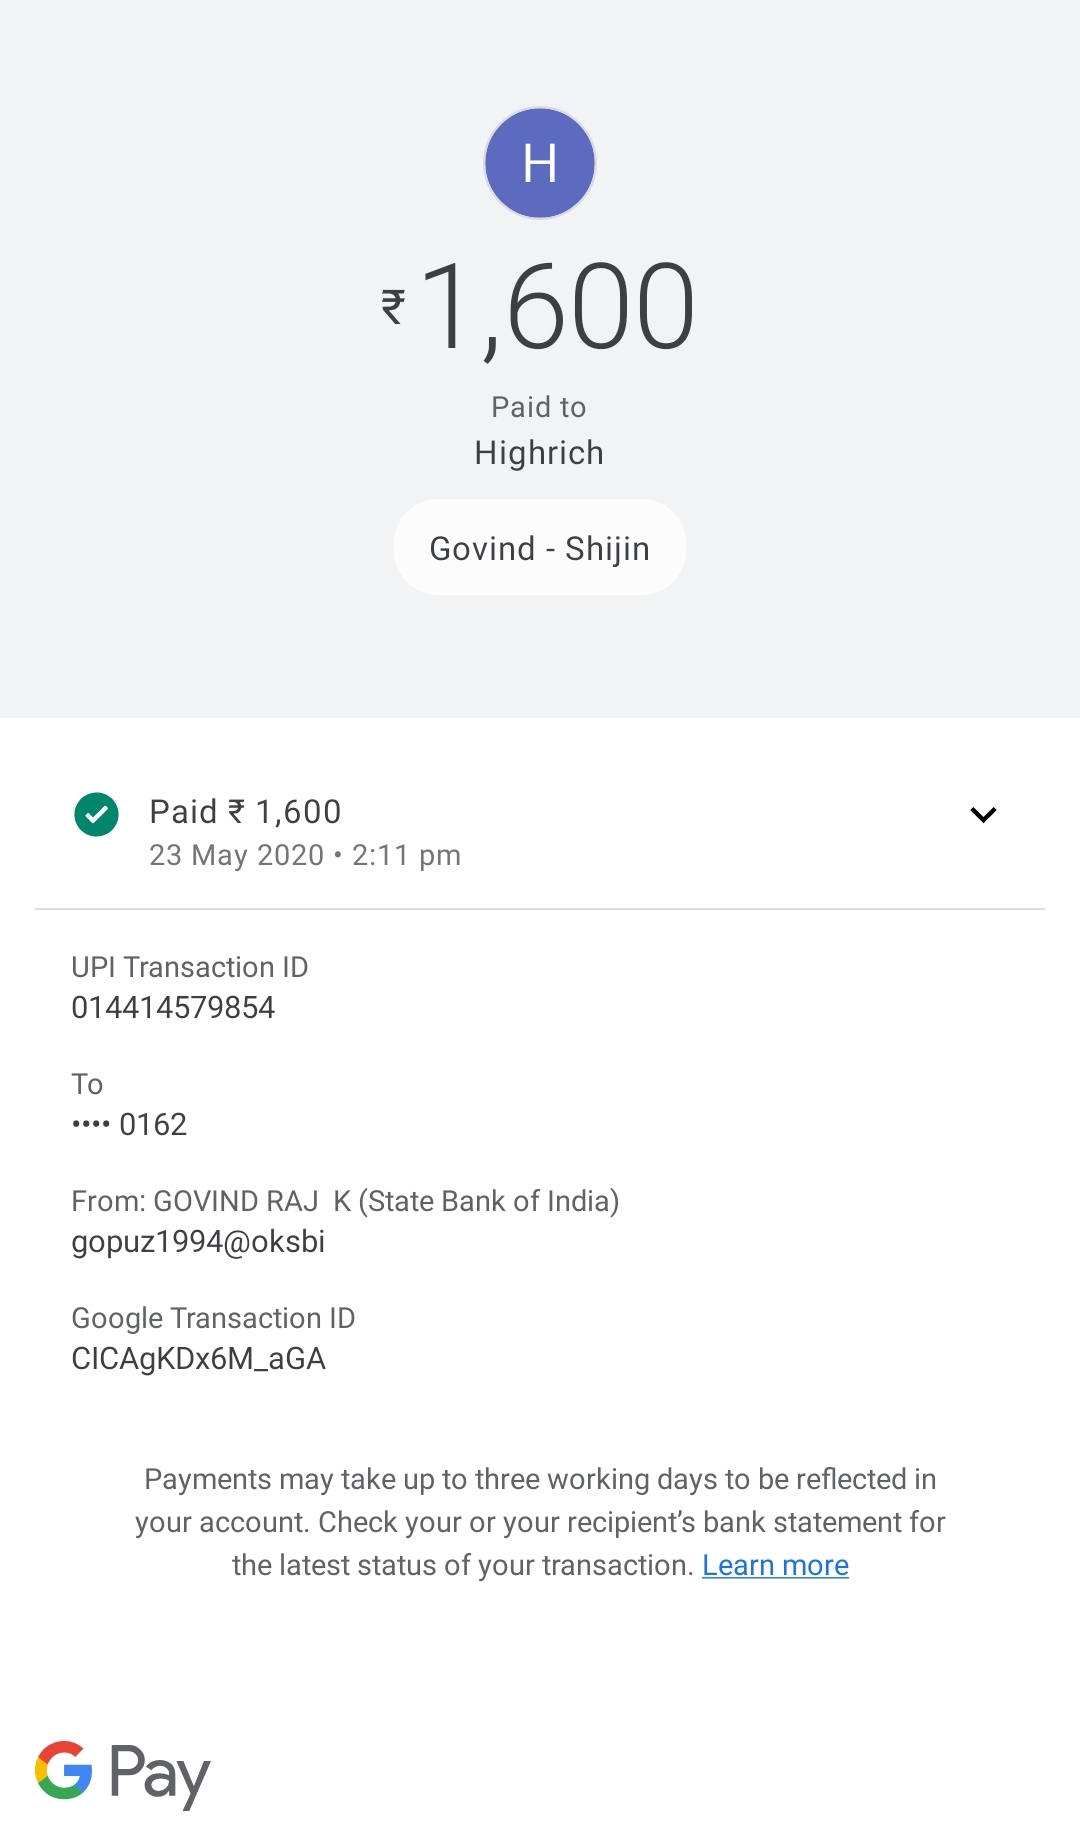 H
₹1,600
Paid to
Highrich
Govind - Shijin
Paid ₹ 1,600
23 May 2020 • 2:11 pm
UPI Transaction ID
014414579854
To
•••• 0162
From: GOVIND RAJ  K (State Bank of India)
gopuz1994@oksbi
Google Transaction ID
CICAgKDx6M_aGA
Payments may take up to three working days to be reflected in
your account. Check your or your recipient’s bank statement for
the latest status of your transaction. Learn more
G Pay